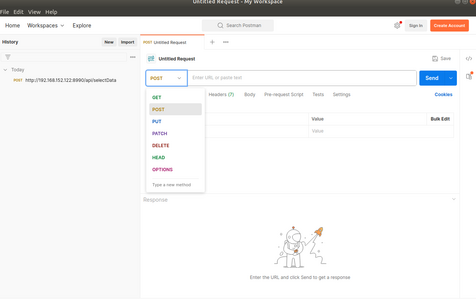 Untitled Request - My Workspace
File Edit View Help
Home Workspaces Explore Search Postman Sign In Create Account
History New Import POST Untitled Request + ...
Untitled Request Save
Today
POST http://192.168.152.122:8990/api/selectData
POST Enter URL or paste text Send
Headers (7) Body Pre-request Script Tests Settings Cookies
GET
POST
PUT
PATCH
DELETE
HEAD
OPTIONS
Type a new method
Value Bulk Edit
Value
Response
Enter the URL and click Send to get a response